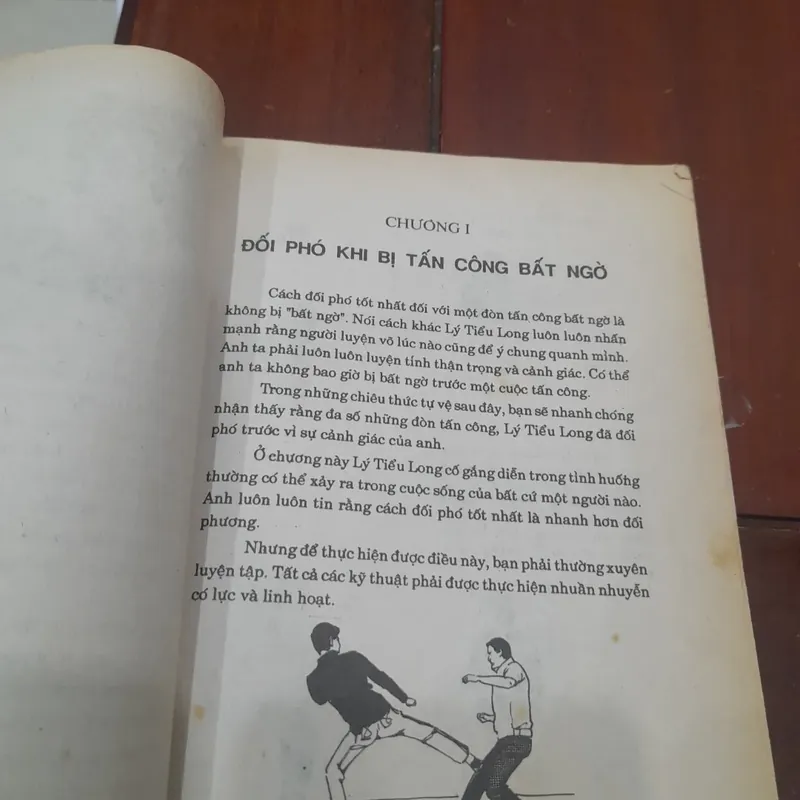 CHƯƠNG I
ĐỐI PHÓ KHI BỊ TẤN CÔNG BẤT NGỜ
Cách đối phó tốt nhất đối với một đòn tấn công bất ngờ là
không bị "bất ngờ". Nói cách khác Lý Tiểu Long luôn luôn nhấn
mạnh rằng người luyện võ lúc nào cũng để ý chung quanh mình.
Anh ta phải luôn luôn luyện tính thận trọng và cảnh giác. Có thể
anh ta không bao giờ bị bất ngờ trước một cuộc tấn công.
Trong những chiêu thức tự vệ sau đây, bạn sẽ nhanh chóng
nhận thấy rằng đa số những đòn tấn công, Lý Tiểu Long đã đối
phó trước vì sự cảnh giác của anh.
Ở chương này Lý Tiểu Long cố gắng diễn trong tình huống
thường có thể xảy ra trong cuộc sống của bất cứ một người nào.
Anh luôn luôn tin rằng cách đối phó tốt nhất là nhanh hơn đối
phương.
Nhưng để thực hiện được điều này, bạn phải thường xuyên
luyện tập. Tất cả các kỹ thuật phải được thực hiện nhuần nhuyễn
có lực và linh hoạt.